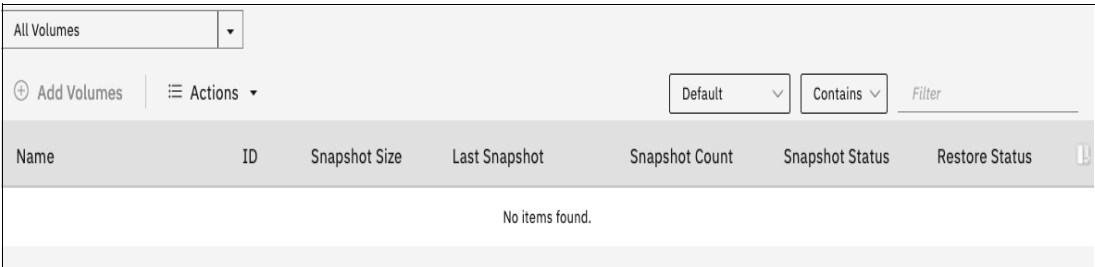 All Volumes
Add Volumes Actions Default Contains Filter
Name ID Snapshot Size Last Snapshot Snapshot Count Snapshot Status Restore Status
No items found.